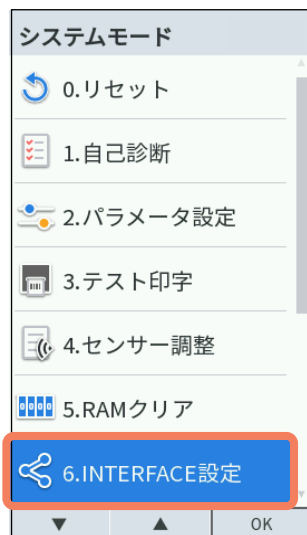 システムモード
0.リセット
1.自己診断
2.パラメータ設定
3.テスト印字
4.センサー調整
5.RAMクリア
6.INTERFACE設定
▼ ▲ OK